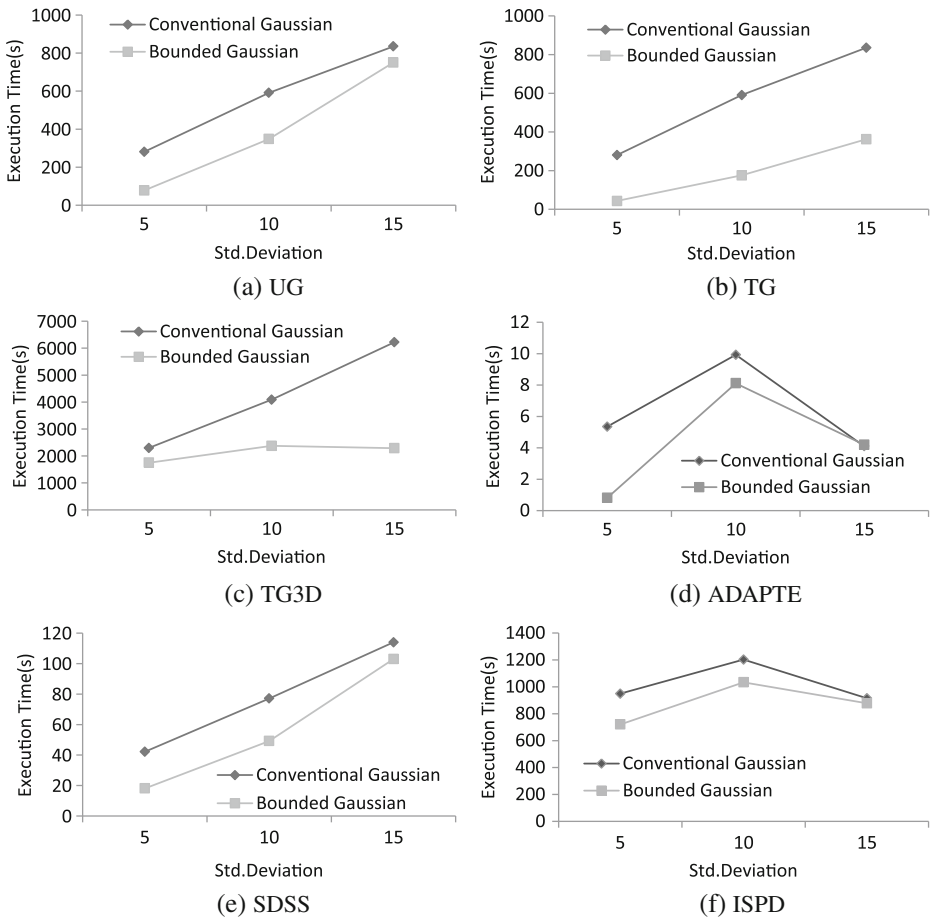 1000
800
600
400
200
0
Execution Time(s)
Conventional Gaussian
Bounded Gaussian
5 10 15
Std.Deviation
(a) UG
1000
800
600
400
200
0
Execution Time(s)
Conventional Gaussian
Bounded Gaussian
5 10 15
Std.Deviation
(b) TG
7000
6000
5000
4000
3000
2000
1000
0
Execution Time(s)
Conventional Gaussian
Bounded Gaussian
5 10 15
Std.Deviation
(c) TG3D
12
10
8
6
4
2
0
Execution Time(s)
Conventional Gaussian
Bounded Gaussian
5 10 15
Std.Deviation
(d) ADAPTE
120
100
80
60
40
20
0
Execution Time(s)
Conventional Gaussian
Bounded Gaussian
5 10 15
Std.Deviation
(e) SDSS
1400
1200
1000
800
600
400
200
0
Execution Time(s)
Conventional Gaussian
Bounded Gaussian
5 10 15
Std.Deviation
(f) ISPD